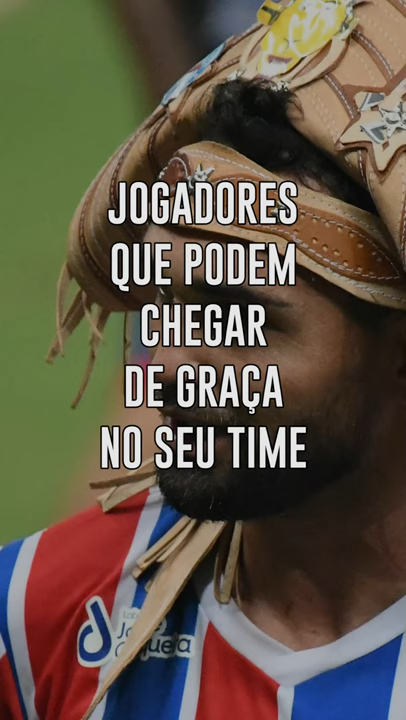 JOGADORES
QUE PODEM
CHEGAR
DE GRAÇA
NO SEU TIME